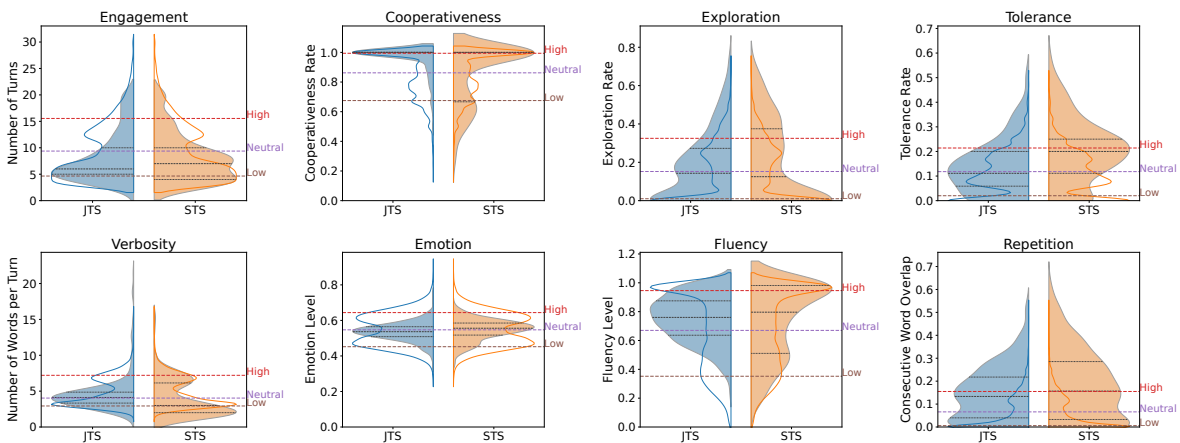 Engagement
Number of Turns
30
25
20
15
10
5
0
High
Neutral
Low
JTS STS
Cooperativeness
Cooperativeness Rate
1.0
0.8
0.6
0.4
0.2
0.0
High
Neutral
Low
JTS STS
Exploration
Exploration Rate
0.8
0.6
0.4
0.2
0.0
High
Neutral
Low
JTS STS
Tolerance
Tolerance Rate
0.7
0.6
0.5
0.4
0.3
0.2
0.1
0.0
High
Neutral
Low
JTS STS
Verbosity
Number of Words per Turn
20
15
10
5
0
High
Neutral
Low
JTS STS
Emotion
Emotion Level
1.0
0.8
0.6
0.4
0.2
0.0
High
Neutral
Low
JTS STS
Fluency
Fluency Level
1.2
1.0
0.8
0.6
0.4
0.2
0.0
High
Neutral
Low
JTS STS
Repetition
Consecutive Word Overlap
0.7
0.6
0.5
0.4
0.3
0.2
0.1
0.0
High
Neutral
Low
JTS STS